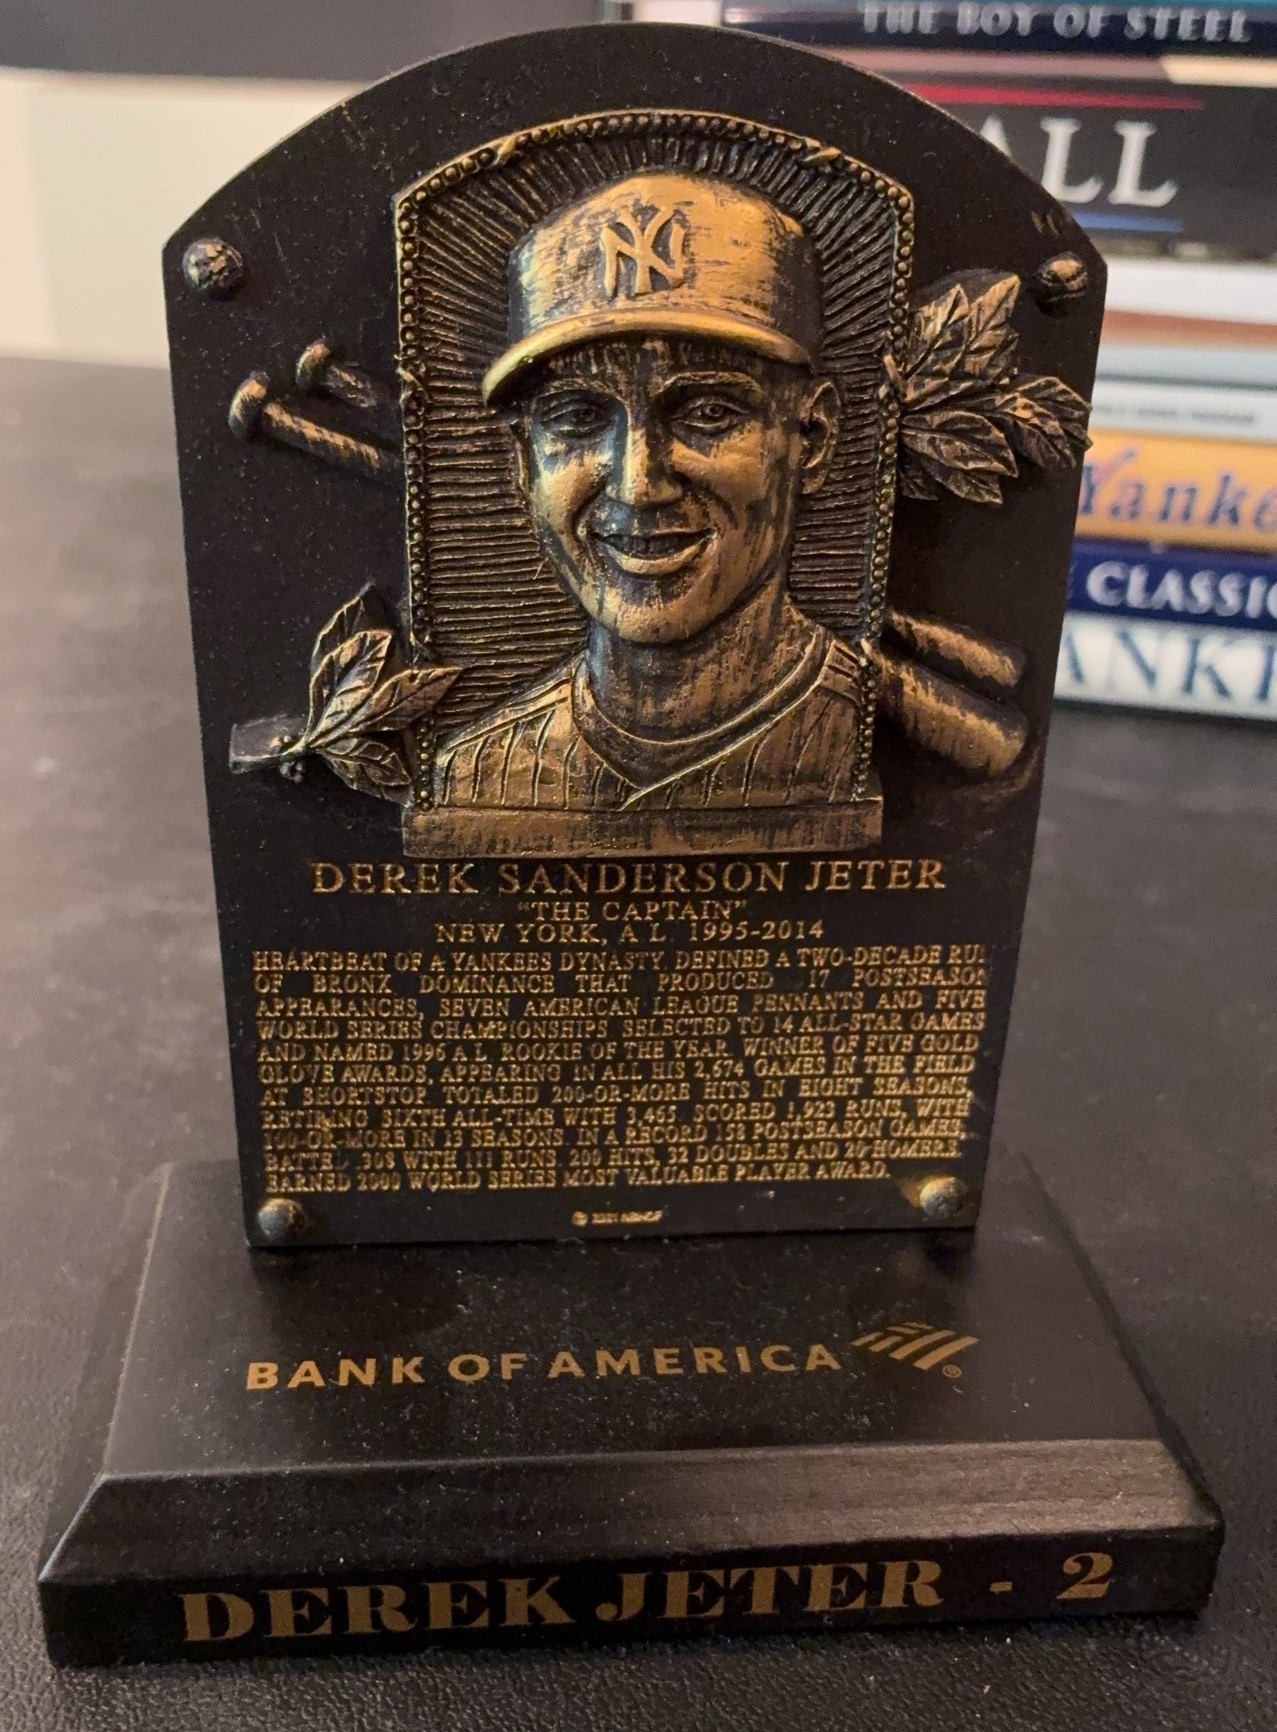 THE BOY OF STEEL
ALL
Yanke
CLASSIC
ANKE
NY
DEREK SANDERSON JETER
"THE CAPTAIN"
NEW YORK, A.L. 1995-2014
HEARTBEAT OF A YANKEES DYNASTY, DEFINED A TWO-DECADE RUN
OF BRONX DOMINANCE THAT PRODUCED 17 POSTSEASON
APPEARANCES, SEVEN AMERICAN LEAGUE PENNANTS AND FIVE
WORLD SERIES CHAMPIONSHIPS. SELECTED TO 14 ALL-STAR GAMES
AND NAMED 1996 A.L. ROOKIE OF THE YEAR. WINNER OF FIVE GOLD
GLOVE AWARDS, APPEARING IN ALL HIS 2,674 GAMES IN THE FIELD
AT SHORTSTOP. TOTALED 200-OR-MORE HITS IN EIGHT SEASONS,
RETIRING SIXTH ALL-TIME WITH 3,465. SCORED 1,923 RUNS, WITH
100-OR-MORE IN 13 SEASONS. IN A RECORD 158 POSTSEASON GAMES,
BATTED .308 WITH 111 RUNS, 200 HITS, 32 DOUBLES AND 20 HOMERS.
EARNED 2000 WORLD SERIES MOST VALUABLE PLAYER AWARD.
BANK OF AMERICA ®
DEREK JETER - 2